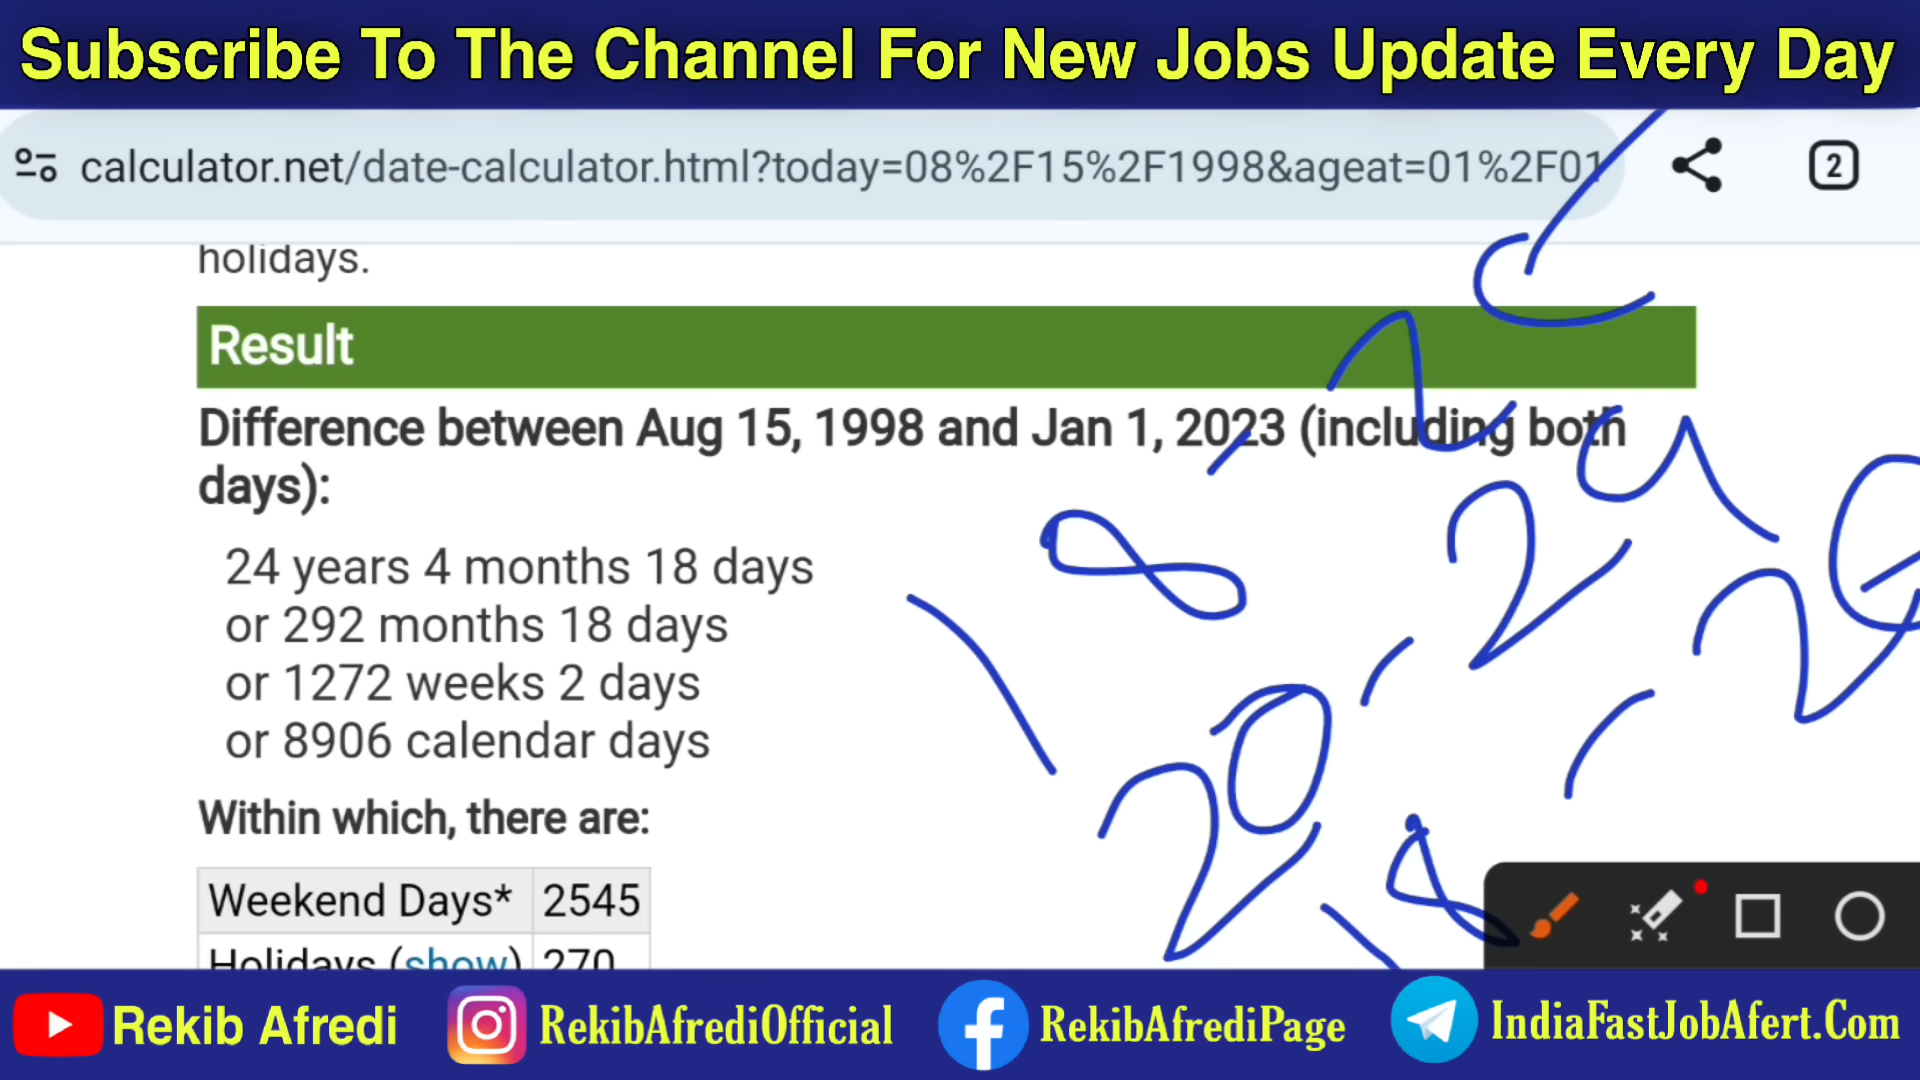 Subscribe To The Channel For New Jobs Update Every Day
calculator.net/date-calculator.html?today=08%2F15%2F1998&ageat=01%2F01
2
holidays.
Result
Difference between Aug 15, 1998 and Jan 1, 2023 (including both
days):
24 years 4 months 18 days
or 292 months 18 days
or 1272 weeks 2 days
or 8906 calendar days
Within which, there are:
Weekend Days* 2545
Holidays (show) 270
Rekib Afredi RekibAfrediOfficial RekibAfrediPage IndiaFastJobAfert.Com